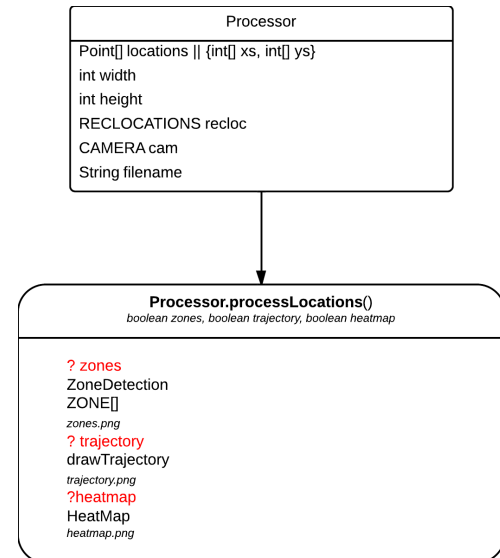 Processor
Point[] locations || {int[] xs, int[] ys}
int width
int height
RECLOCATIONS recloc
CAMERA cam
String filename
Processor.processLocations()
boolean zones, boolean trajectory, boolean heatmap
? zones
ZoneDetection
ZONE[]
zones.png
? trajectory
drawTrajectory
trajectory.png
?heatmap
HeatMap
heatmap.png